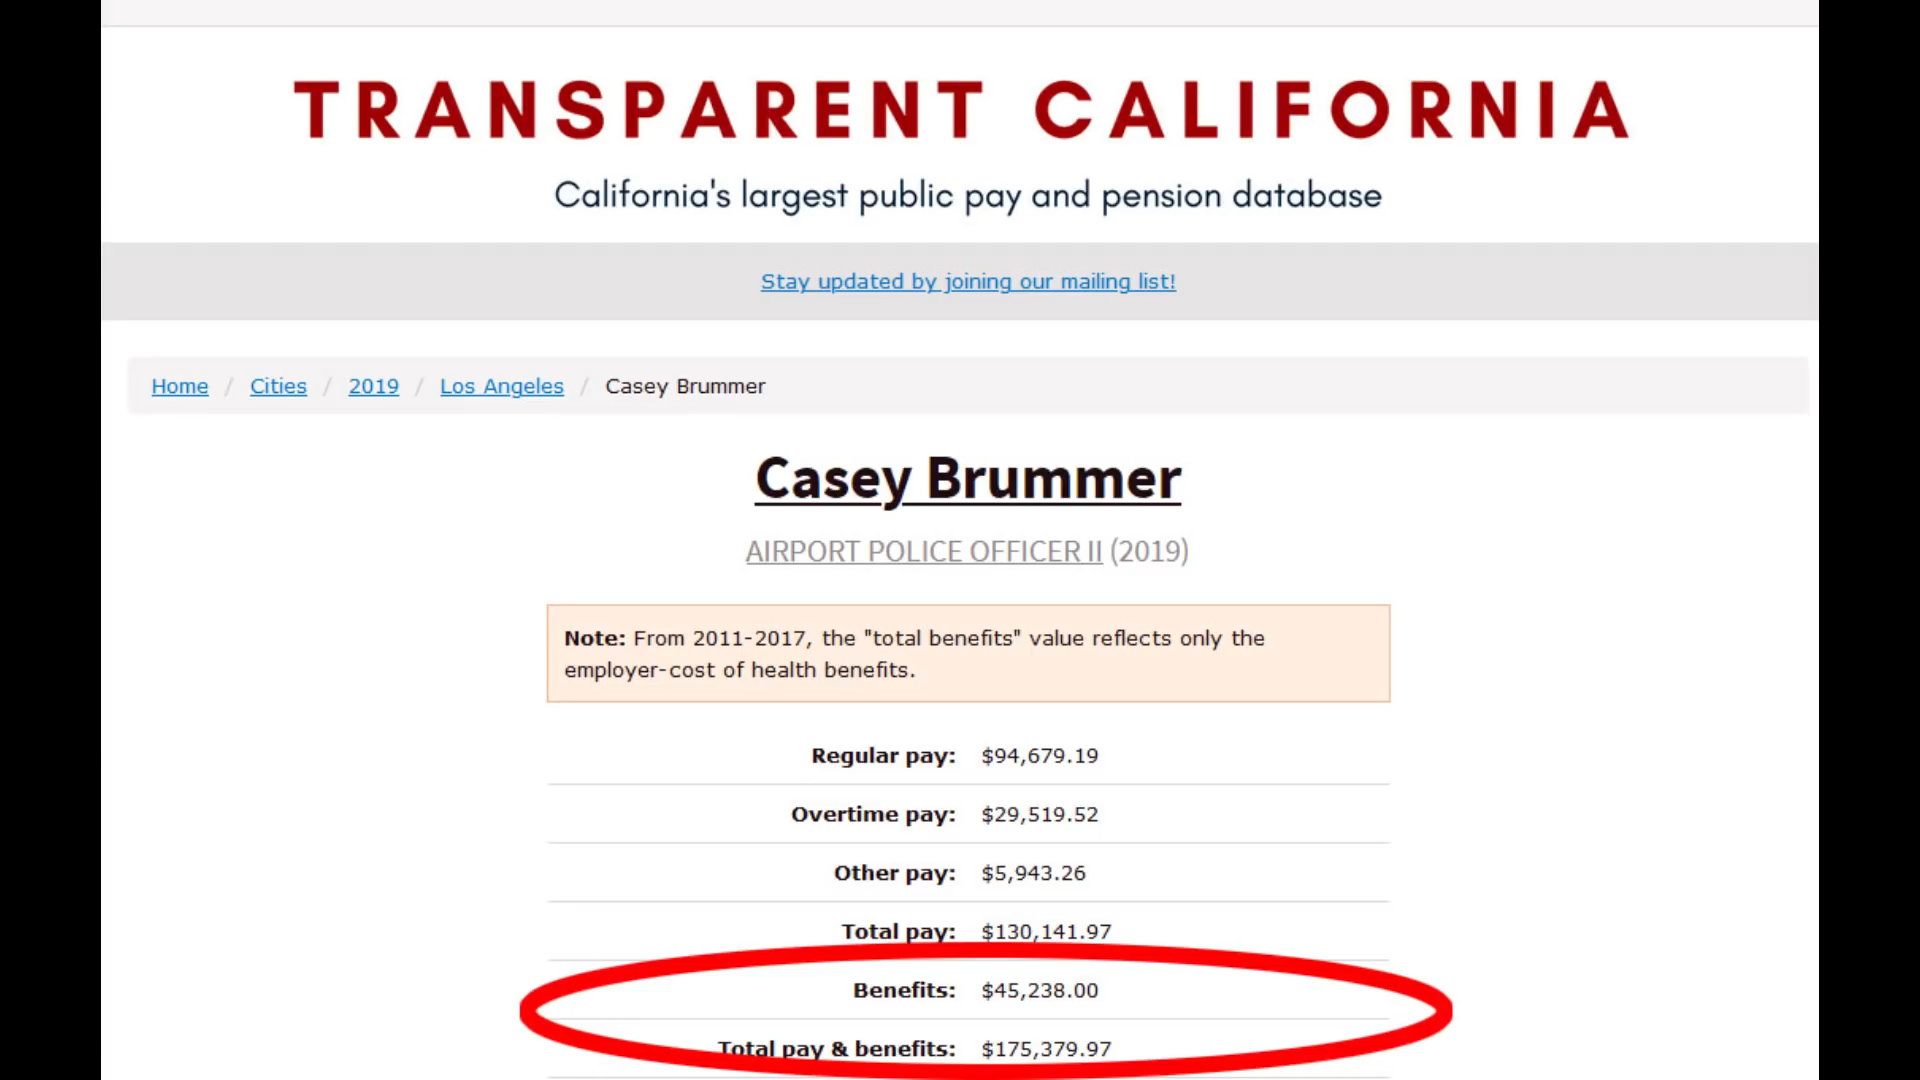 TRANSPARENT CALIFORNIA
California's largest public pay and pension database
Stay updated by joining our mailing list!
Home / Cities / 2019 / Los Angeles / Casey Brummer
Casey Brummer
AIRPORT POLICE OFFICER II (2019)
Note: From 2011-2017, the "total benefits" value reflects only the
employer-cost of health benefits.
Regular pay: $94,679.19
Overtime pay: $29,519.52
Other pay: $5,943.26
Total pay: $130,141.97
Benefits: $45,238.00
Total pay & benefits: $175,379.97